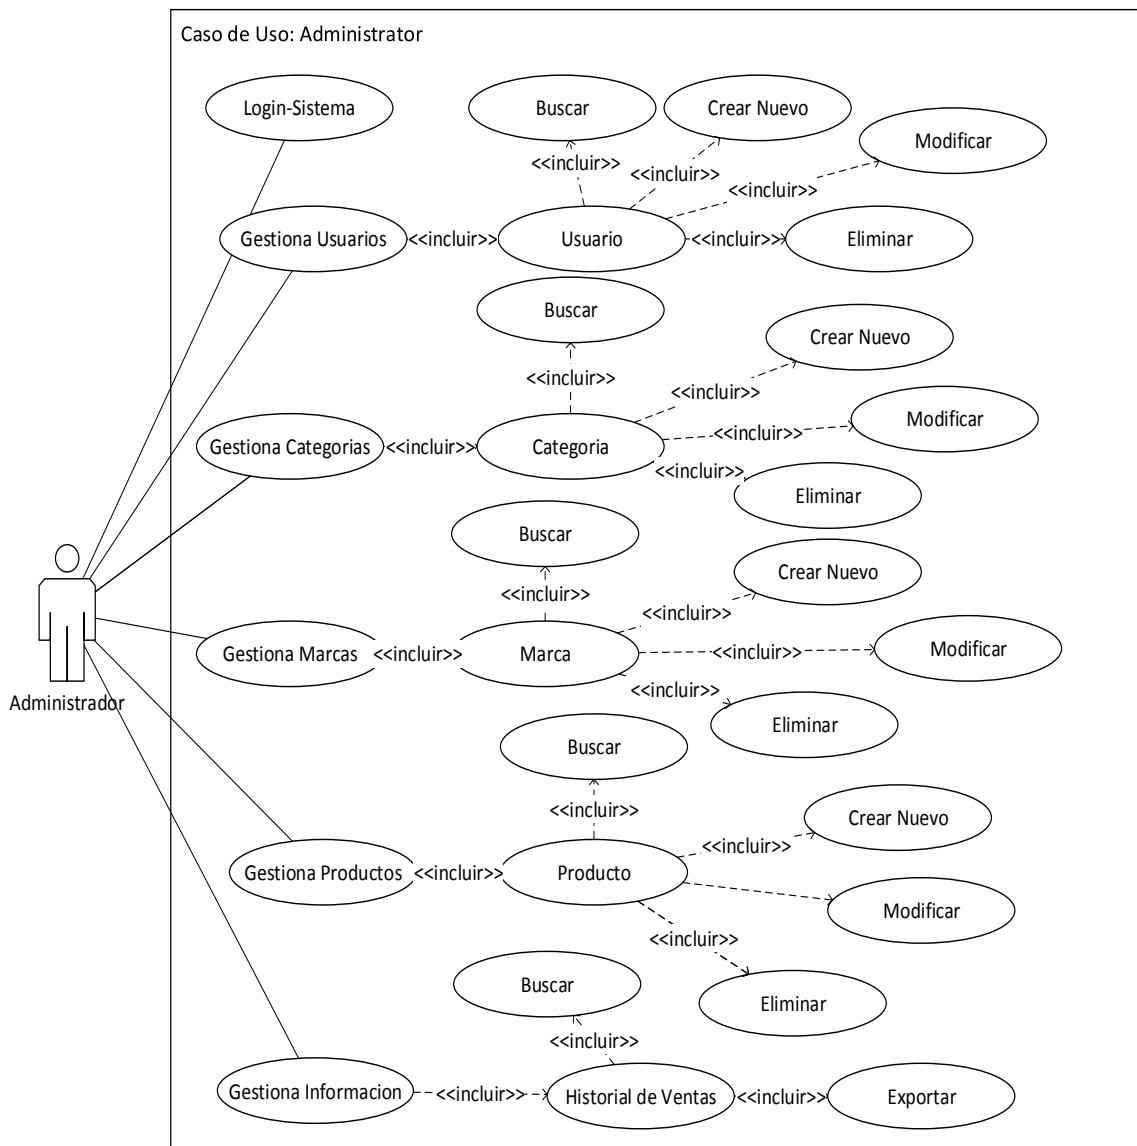 Caso de Uso: Administrator
Login-Sistema
Buscar
Crear Nuevo
Modificar
<<incluir>>
<<incluir>>
<<incluir>>
Gestiona Usuarios
<<incluir>>
Usuario
<<incluir>>
Eliminar
Buscar
Crear Nuevo
<<incluir>>
<<incluir>>
Modificar
Gestiona Categorias
<<incluir>>
Categoria
<<incluir>>
<<incluir>>
Eliminar
Buscar
Crear Nuevo
<<incluir>>
<<incluir>>
Gestiona Marcas
<<incluir>>
Marca
<<incluir>>
Modificar
<<incluir>>
Administrador
Eliminar
Buscar
<<incluir>>
Crear Nuevo
<<incluir>>
Gestiona Productos
<<incluir>>
Producto
Modificar
<<incluir>>
Buscar
Eliminar
<<incluir>>
Gestiona Informacion
<<incluir>>
Historial de Ventas
<<incluir>>
Exportar